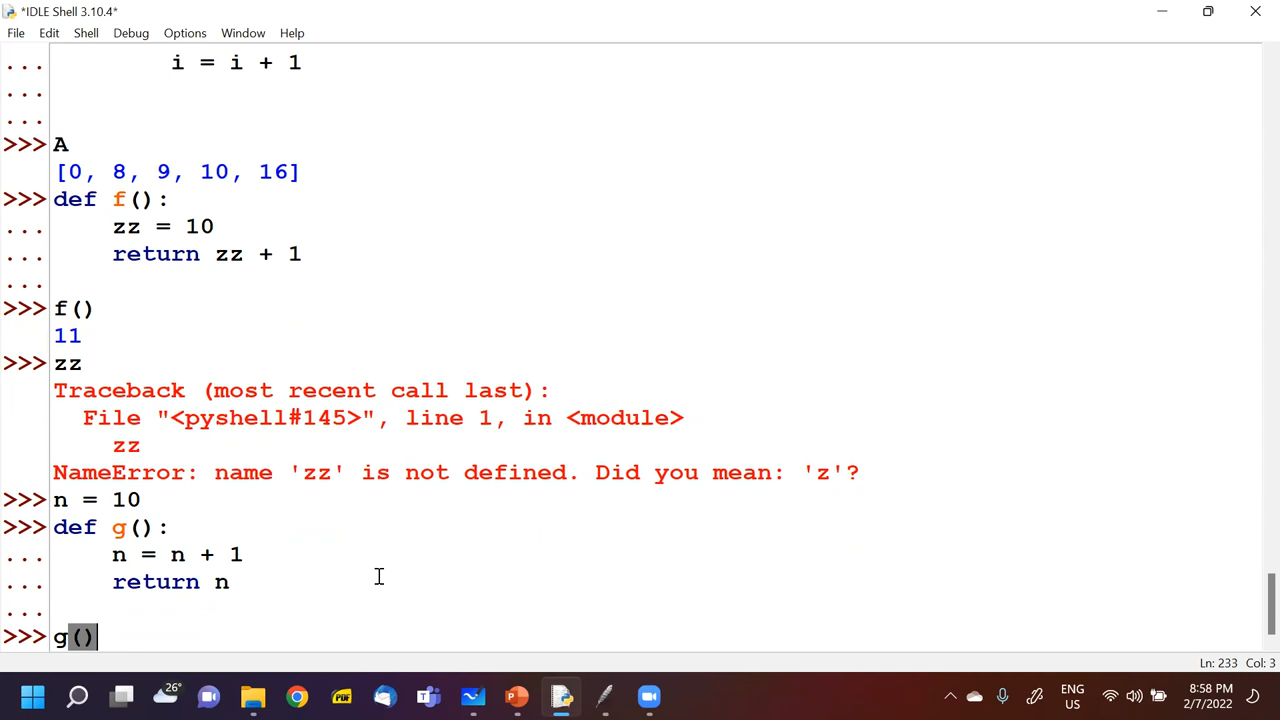 *IDLE Shell 3.10.4*
File Edit Shell Debug Options Window Help
... i = i + 1
...
...
>>> A
[0, 8, 9, 10, 16]
>>> def f():
... zz = 10
... return zz + 1
...
>>> f()
11
>>> zz
Traceback (most recent call last):
File "<pyshell#145>", line 1, in <module>
zz
NameError: name 'zz' is not defined. Did you mean: 'z'?
>>> n = 10
>>> def g():
... n = n + 1
... return n
...
>>> g()
Ln: 233 Col: 3
26°
PDF
ENG
US
8:58 PM
2/7/2022